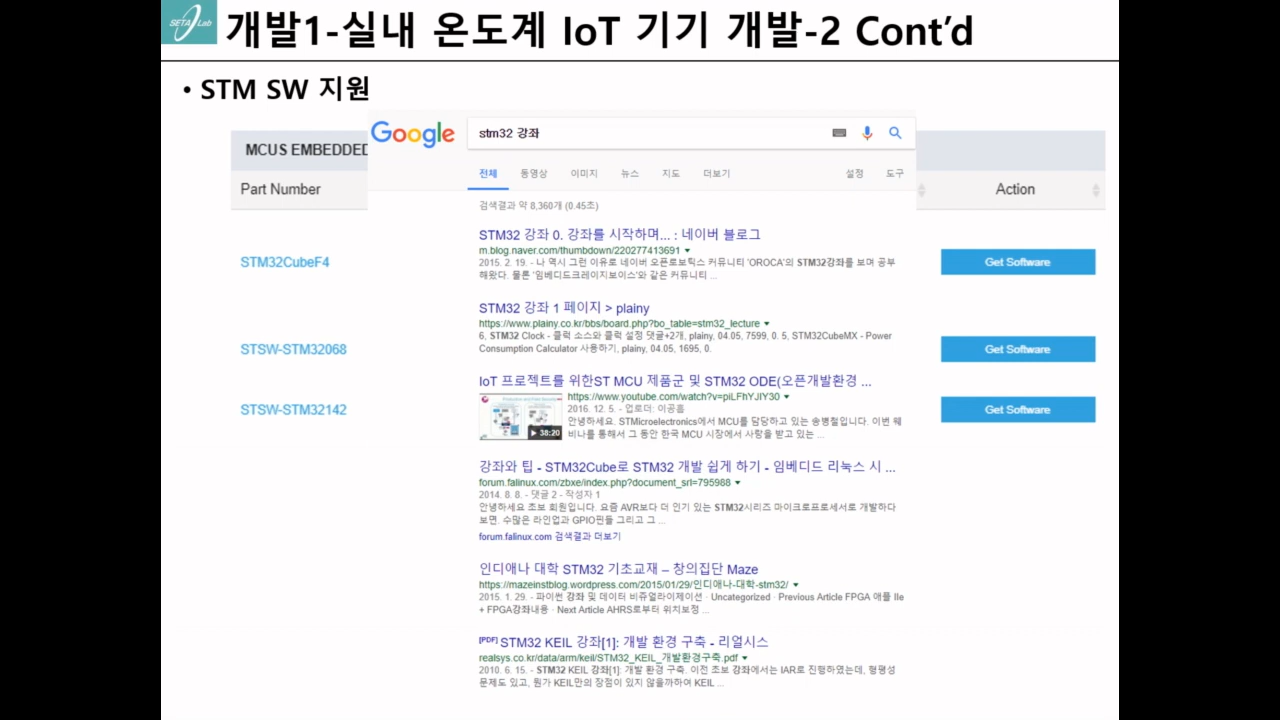 SETA Lab
개발1-실내 온도계 IoT 기기 개발-2 Cont'd
• STM SW 지원
MCUS EMBEDDED
Part Number
Action
STM32CubeF4
Get Software
STSW-STM32068
Get Software
STSW-STM32142
Get Software
Google
stm32 강좌
전체 동영상 이미지 뉴스 지도 더보기 설정 도구
검색결과 약 8,360개 (0.45초)
STM32 강좌 0. 강좌를 시작하며... : 네이버 블로그
m.blog.naver.com/thumbdown/220277413691
2015. 2. 19. - 나 역시 그런 이유로 네이버 오픈로보틱스 커뮤니티 'OROCA'의 STM32강좌를 보며 공부
해왔다. 물론 '임베디드크레이지보이스'와 같은 커뮤니티 ...
STM32 강좌 1 페이지 > plainy
https://www.plainy.co.kr/bbs/board.php?bo_table=stm32_lecture
6, STM32 Clock - 클럭 소스와 클럭 설정 댓글+2개, plainy, 04.05, 7599, 0. 5, STM32CubeMX - Power
Consumption Calculator 사용하기, plainy, 04.05, 1695, 0.
IoT 프로젝트를 위한ST MCU 제품군 및 STM32 ODE(오픈개발환경 ...
https://www.youtube.com/watch?v=piLFhYJIY30
2016. 12. 5. - 업로더: 이공흠
안녕하세요. STMicroelectronics에서 MCU를 담당하고 있는 송병철입니다. 이번 웨
비나를 통해서 그 동안 한국 MCU 시장에서 사랑을 받고 있는 ...
38:20
강좌와 팁 - STM32Cube로 STM32 개발 쉽게 하기 - 임베디드 리눅스 시 ...
forum.falinux.com/zbxe/index.php?document_srl=795988
2014. 8. 8. - 댓글 2 - 작성자 1
안녕하세요 초보 회원입니다. 요즘 AVR보다 더 인기 있는 STM32시리즈 마이크로프로세서로 개발하다
보면. 수많은 라인업과 GPIO핀들 그리고 그 ...
forum.falinux.com 검색결과 더보기
인디애나 대학 STM32 기초교재 – 창의집단 Maze
https://mazeinstblog.wordpress.com/2015/01/29/인디애나-대학-stm32/
2015. 1. 29. - 파이썬 강좌 및 데이터 비쥬얼라이제이션 · Uncategorized · Previous Article FPGA 애플 IIe
+ FPGA강좌내용 · Next Article AHRS로부터 위치보정 ...
[PDF] STM32 KEIL 강좌[1]: 개발 환경 구축 - 리얼시스
realsys.co.kr/data/arm/keil/STM32_KEIL_개발환경구축.pdf
2010. 6. 15. - STM32 KEIL 강좌[1]: 개발 환경 구축. 이전 초보 강좌에서는 IAR로 진행하였는데, 형평성
문제도 있고, 뭔가 KEIL만의 장점이 있지 않을까하여 KEIL ...